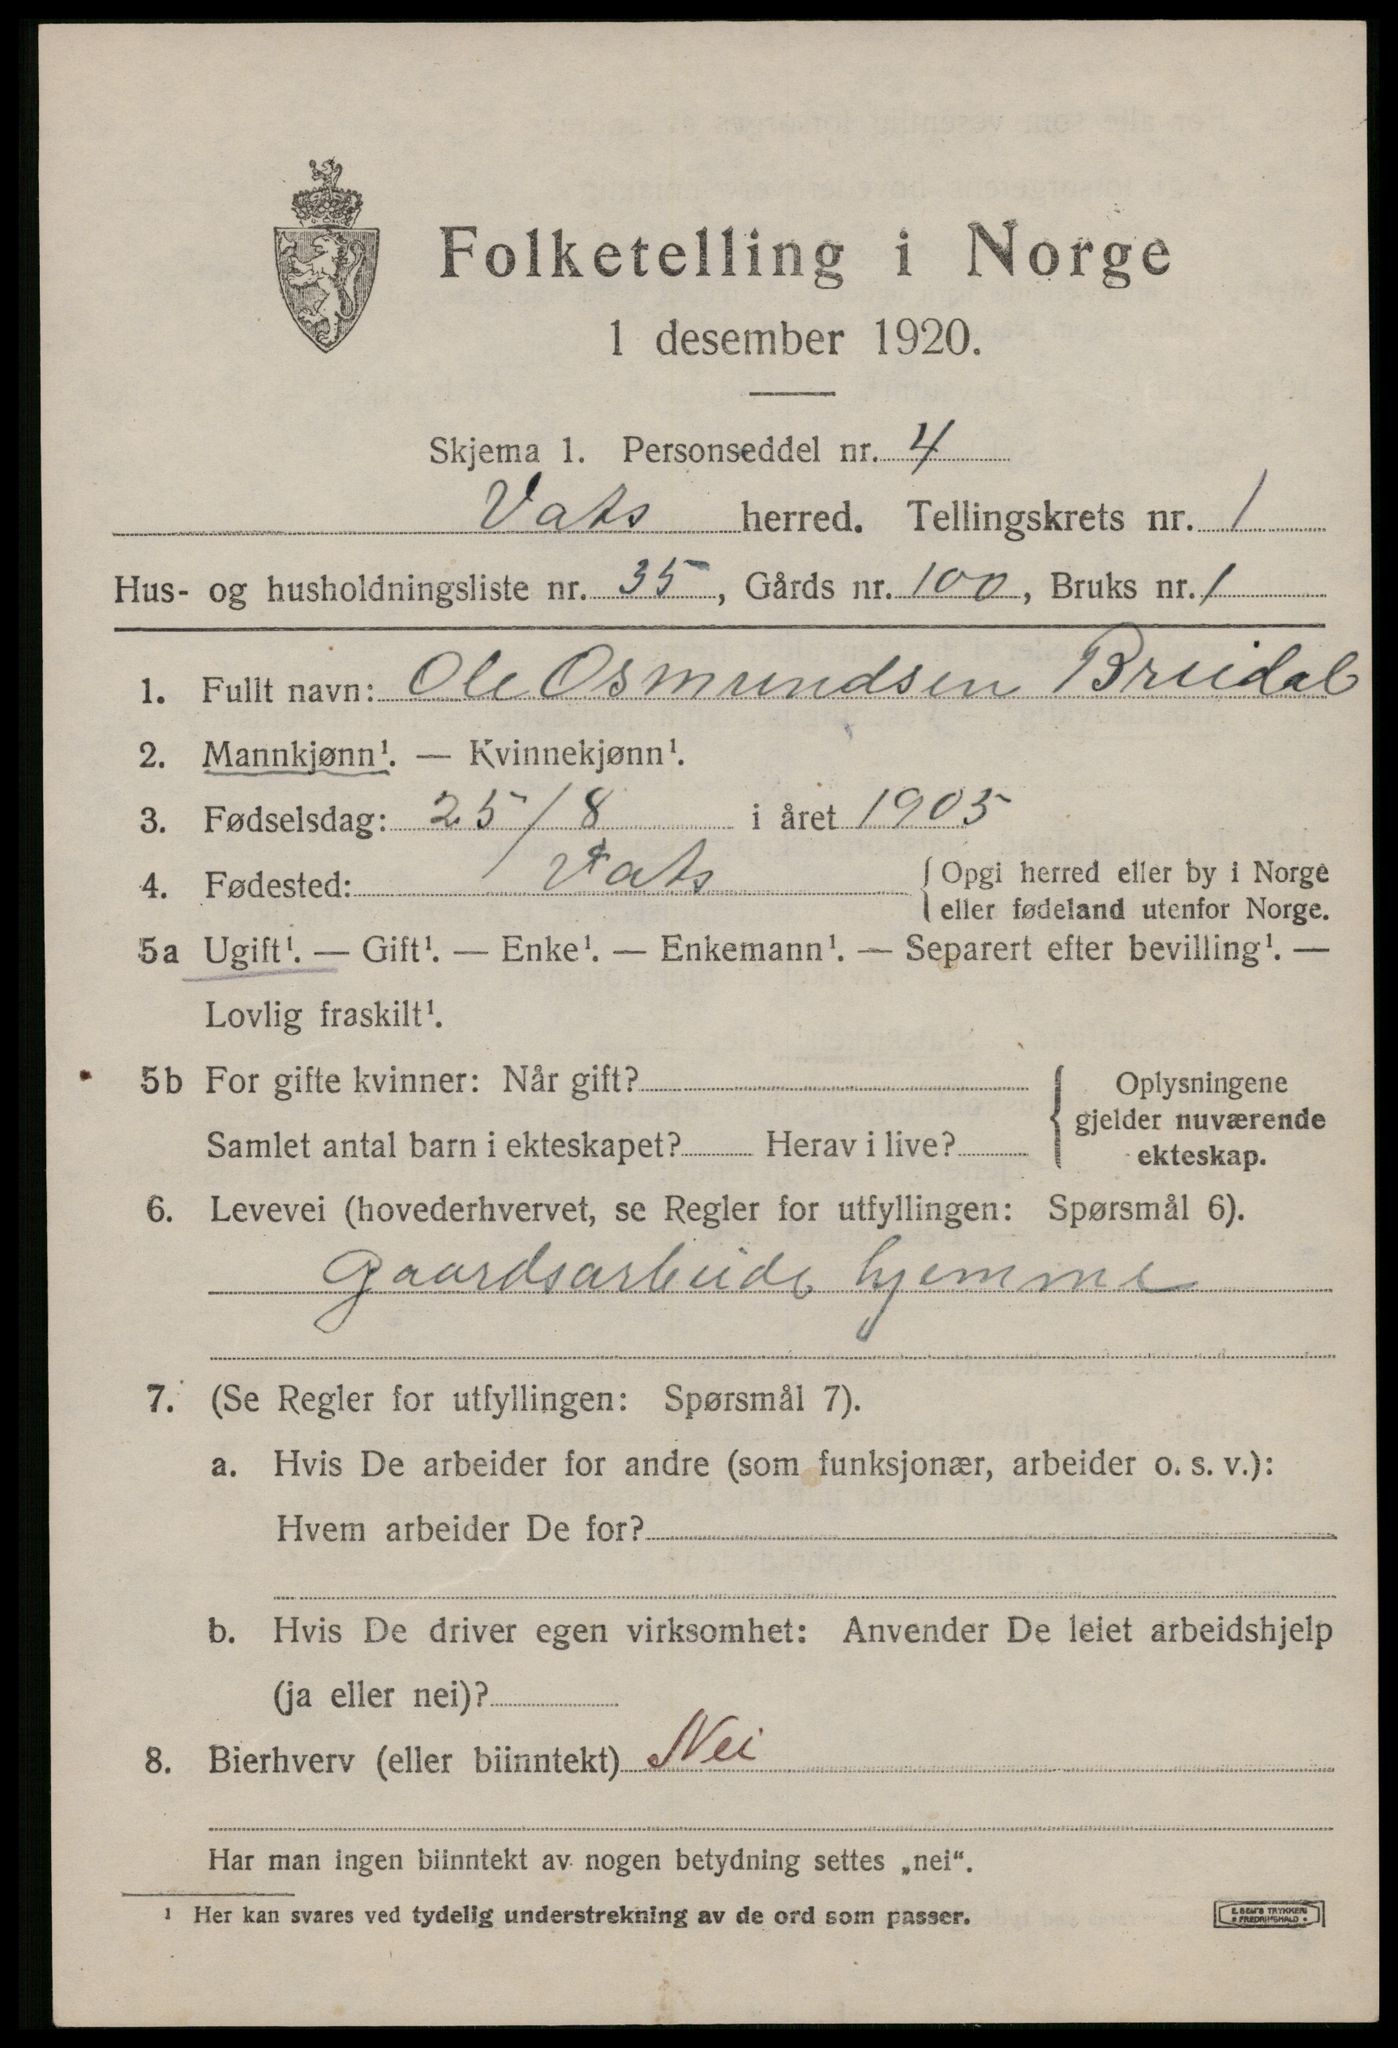 Folketelling i Norge
1 desember 1920.
Skjema 1. Personseddel nr. 4
Vats herred. Tellingskrets nr. 1
Hus- og husholdningsliste nr. 35, Gårds nr. 100, Bruks nr. 1
1. Fullt navn: Ole Osmundsen Breidal
2. Mannkjønn¹. — Kvinnekjønn¹.
3. Fødselsdag: 25/8 i året 1905
4. Fødested: Vats { Opgi herred eller by i Norge
eller fødeland utenfor Norge.
5a Ugift¹. — Gift¹. — Enke¹. — Enkemann¹. — Separert efter bevilling¹. —
Lovlig fraskilt¹.
5b For gifte kvinner: Når gift?
Samlet antal barn i ekteskapet? Herav i live?
{ Oplysningene
gjelder nuværende
ekteskap.
6. Levevei (hovederhvervet, se Regler for utfyllingen: Spørsmål 6).
Gaardsarbeide hjemme
7. (Se Regler for utfyllingen: Spørsmål 7).
a. Hvis De arbeider for andre (som funksjonær, arbeider o. s. v.):
Hvem arbeider De for?
b. Hvis De driver egen virksomhet: Anvender De leiet arbeidshjelp
(ja eller nei)?
8. Bierhverv (eller biinntekt) Nei
Har man ingen biinntekt av nogen betydning settes „nei“.
¹ Her kan svares ved tydelig understrekning av de ord som passer.
E. SEM'S TRYKKERI
• FREDRIKSHALD •